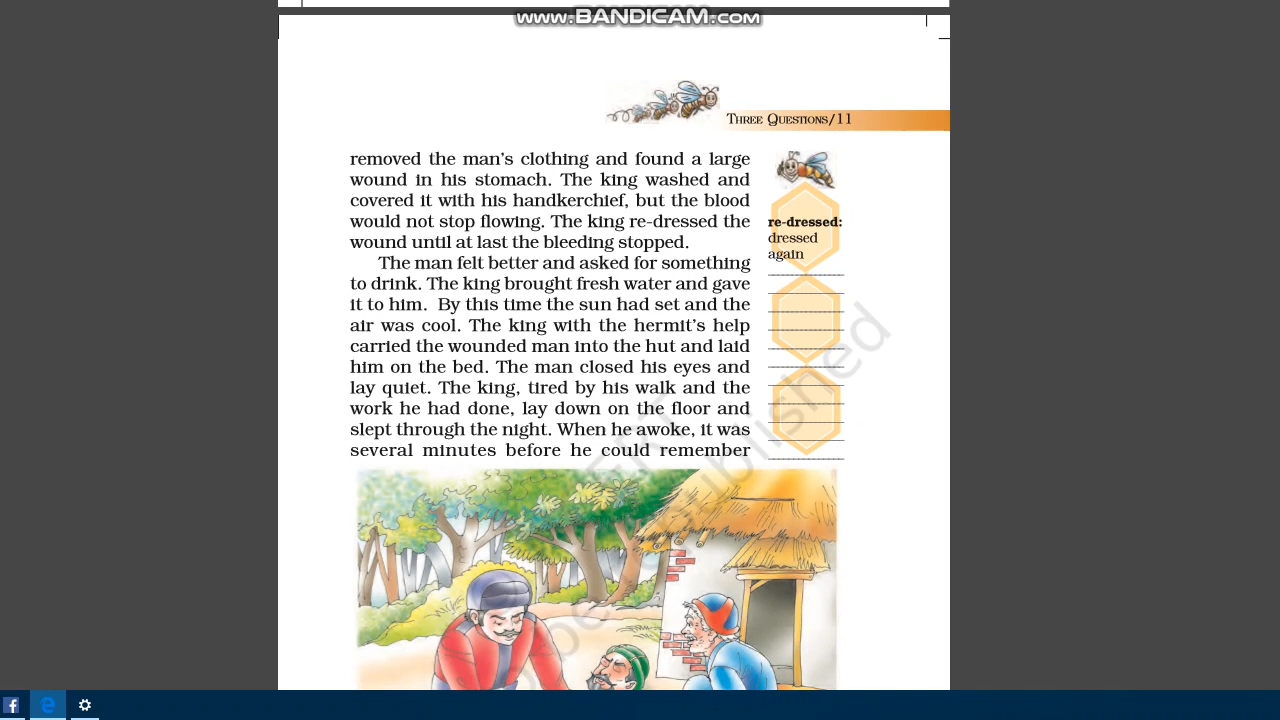 www.BANDICAM.com
THREE QUESTIONS/11
removed the man's clothing and found a large
wound in his stomach. The king washed and
covered it with his handkerchief, but the blood
would not stop flowing. The king re-dressed the
wound until at last the bleeding stopped.
The man felt better and asked for something
to drink. The king brought fresh water and gave
it to him. By this time the sun had set and the
air was cool. The king with the hermit's help
carried the wounded man into the hut and laid
him on the bed. The man closed his eyes and
lay quiet. The king, tired by his walk and the
work he had done, lay down on the floor and
slept through the night. When he awoke, it was
several minutes before he could remember
re-dressed:
dressed
again